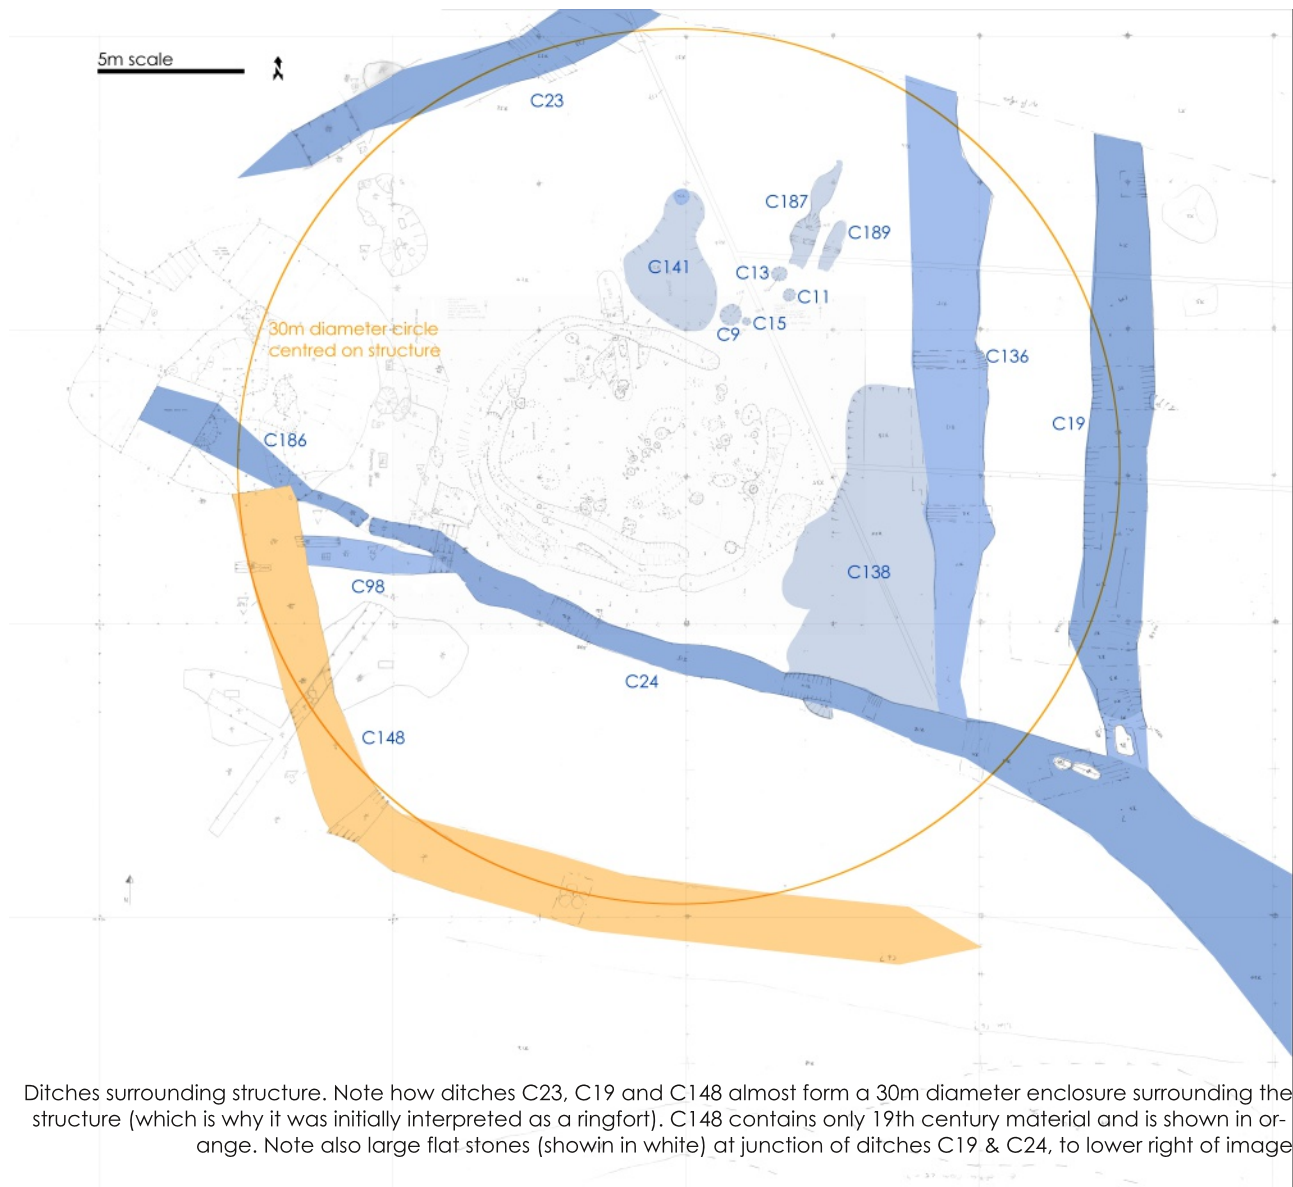 5m scale
C23
C187
C189
C141
C13
C11
C15
C9
30m diameter circle
centred on structure
C136
C19
C186
C138
C98
C24
C148
Ditches surrounding structure. Note how ditches C23, C19 and C148 almost form a 30m diameter enclosure surrounding the
structure (which is why it was initially interpreted as a ringfort). C148 contains only 19th century material and is shown in or-
ange. Note also large flat stones (showin in white) at junction of ditches C19 & C24, to lower right of image